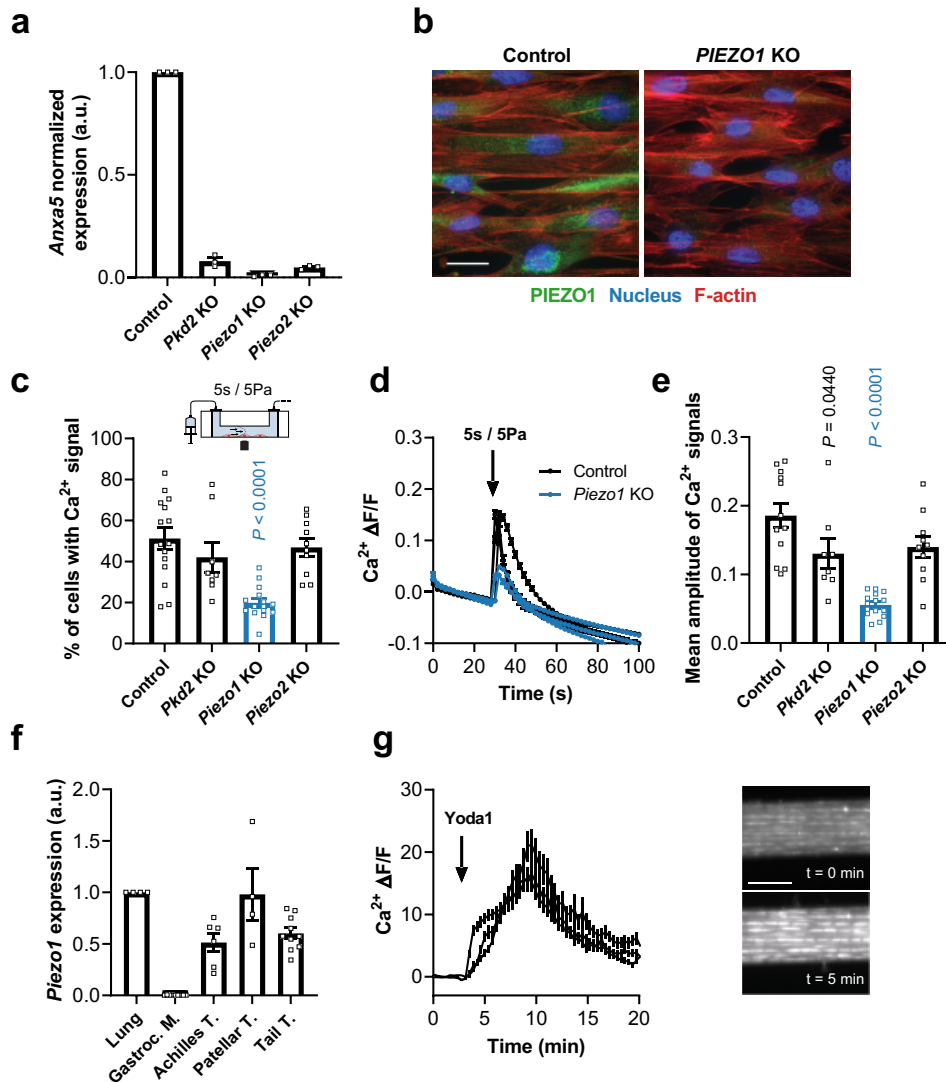 a
Anxa5 normalized
expression (a.u.)
1.0
0.5
0.0
Control
Pkd2 KO
Piezo1 KO
Piezo2 KO
b
Control
PIEZO1 KO
PIEZO1 Nucleus F-actin
c
5s / 5Pa
% of cells with Ca²⁺ signal
100
80
60
40
20
0
P < 0.0001
Control
Pkd2 KO
Piezo1 KO
Piezo2 KO
d
5s / 5Pa
Control
Piezo1 KO
Ca²⁺ ΔF/F
0.3
0.2
0.1
0.0
-0.1
0 20 40 60 80 100
Time (s)
e
P = 0.0440
P < 0.0001
Mean amplitude of Ca²⁺ signals
0.3
0.2
0.1
0.0
Control
Pkd2 KO
Piezo1 KO
Piezo2 KO
f
Piezo1 expression (a.u.)
2.0
1.5
1.0
0.5
0.0
Lung
Gastroc. M.
Achilles T.
Patellar T.
Tail T.
g
Yoda1
Ca²⁺ ΔF/F
30
20
10
0
0 5 10 15 20
Time (min)
t = 0 min
t = 5 min